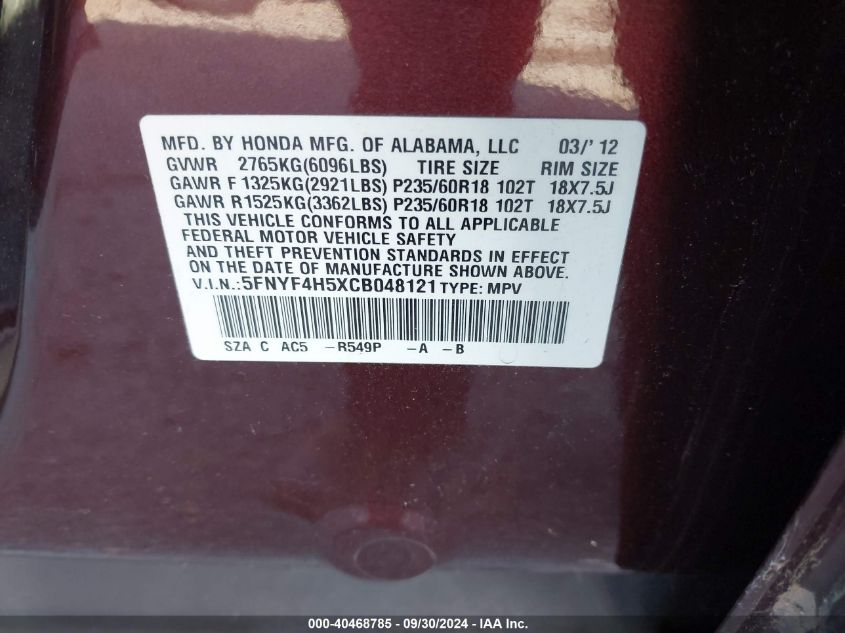 MFD. BY HONDA MFG. OF ALABAMA, LLC 03/' 12
GVWR 2765KG(6096LBS) TIRE SIZE RIM SIZE
GAWR F 1325KG(2921LBS) P235/60R18 102T 18X7.5J
GAWR R 1525KG(3362LBS) P235/60R18 102T 18X7.5J
THIS VEHICLE CONFORMS TO ALL APPLICABLE
FEDERAL MOTOR VEHICLE SAFETY
AND THEFT PREVENTION STANDARDS IN EFFECT
ON THE DATE OF MANUFACTURE SHOWN ABOVE.
V.I.N.:5FNYF4H5XCB048121 TYPE: MPV
SZA C AC5 -R549P -A -B
000-40468785 - 09/30/2024 - IAA Inc.